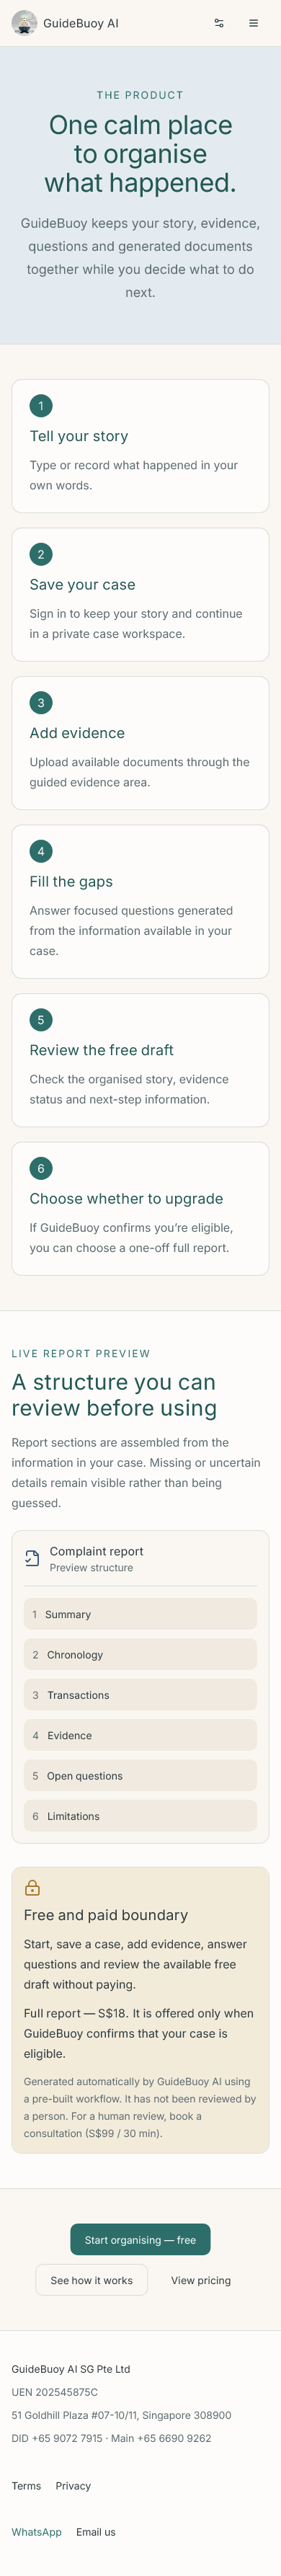 GuideBuoy AI
THE PRODUCT
One calm place
to organise
what happened.
GuideBuoy keeps your story, evidence,
questions and generated documents
together while you decide what to do
next.
1
Tell your story
Type or record what happened in your
own words.
2
Save your case
Sign in to keep your story and continue
in a private case workspace.
3
Add evidence
Upload available documents through the
guided evidence area.
4
Fill the gaps
Answer focused questions generated
from the information available in your
case.
5
Review the free draft
Check the organised story, evidence
status and next-step information.
6
Choose whether to upgrade
If GuideBuoy confirms you're eligible,
you can choose a one-off full report.
LIVE REPORT PREVIEW
A structure you can
review before using
Report sections are assembled from the
information in your case. Missing or uncertain
details remain visible rather than being
guessed.
Complaint report
Preview structure
1 Summary
2 Chronology
3 Transactions
4 Evidence
5 Open questions
6 Limitations
Free and paid boundary
Start, save a case, add evidence, answer
questions and review the available free
draft without paying.
Full report — S$18. It is offered only when
GuideBuoy confirms that your case is
eligible.
Generated automatically by GuideBuoy AI using
a pre-built workflow. It has not been reviewed by
a person. For a human review, book a
consultation (S$99 / 30 min).
Start organising — free
See how it works View pricing
GuideBuoy AI SG Pte Ltd
UEN 202545875C
51 Goldhill Plaza #07-10/11, Singapore 308900
DID +65 9072 7915 · Main +65 6690 9262
Terms Privacy
WhatsApp Email us